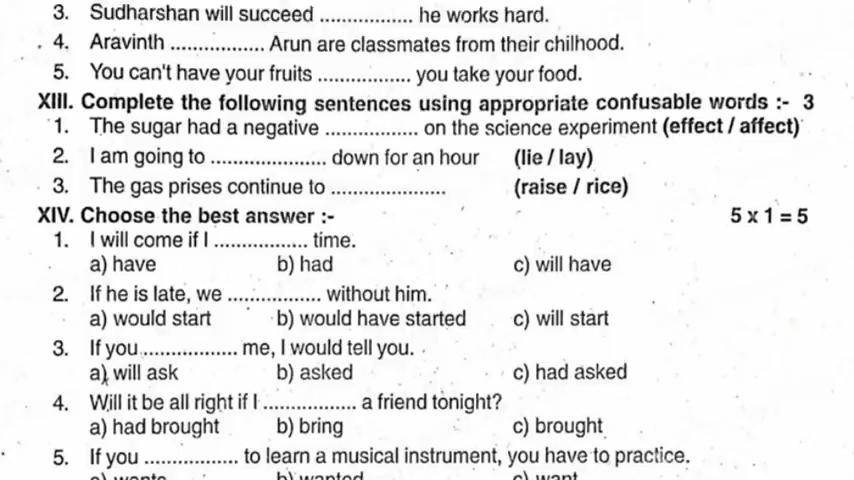 3. Sudharshan will succeed ................ he works hard.
4. Aravinth ................ Arun are classmates from their chilhood.
5. You can't have your fruits ................ you take your food.
XIII. Complete the following sentences using appropriate confusable words :- 3
1. The sugar had a negative ................ on the science experiment (effect / affect)
2. I am going to .................... down for an hour (lie / lay)
3. The gas prises continue to .................... (raise / rice)
XIV. Choose the best answer :- 5 x 1 = 5
1. I will come if I ................ time.
a) have b) had c) will have
2. If he is late, we ................ without him.
a) would start b) would have started c) will start
3. If you ................ me, I would tell you.
a) will ask b) asked c) had asked
4. Will it be all right if I ................ a friend tonight?
a) had brought b) bring c) brought
5. If you ................ to learn a musical instrument, you have to practice.
a) wants b) wanted c) want